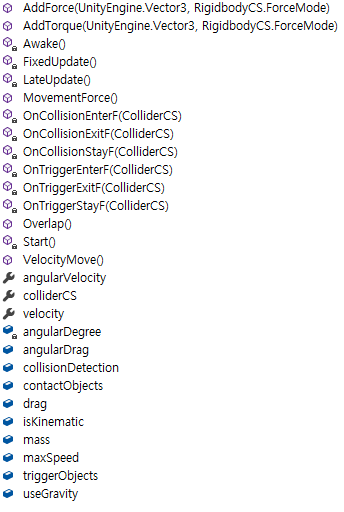 AddForce(UnityEngine.Vector3, RigidbodyCS.ForceMode)
AddTorque(UnityEngine.Vector3, RigidbodyCS.ForceMode)
Awake()
FixedUpdate()
LateUpdate()
MovementForce()
OnCollisionEnterF(ColliderCS)
OnCollisionExitF(ColliderCS)
OnCollisionStayF(ColliderCS)
OnTriggerEnterF(ColliderCS)
OnTriggerExitF(ColliderCS)
OnTriggerStayF(ColliderCS)
Overlap()
Start()
VelocityMove()
angularVelocity
colliderCS
velocity
angularDegree
angularDrag
collisionDetection
contactObjects
drag
isKinematic
mass
maxSpeed
triggerObjects
useGravity